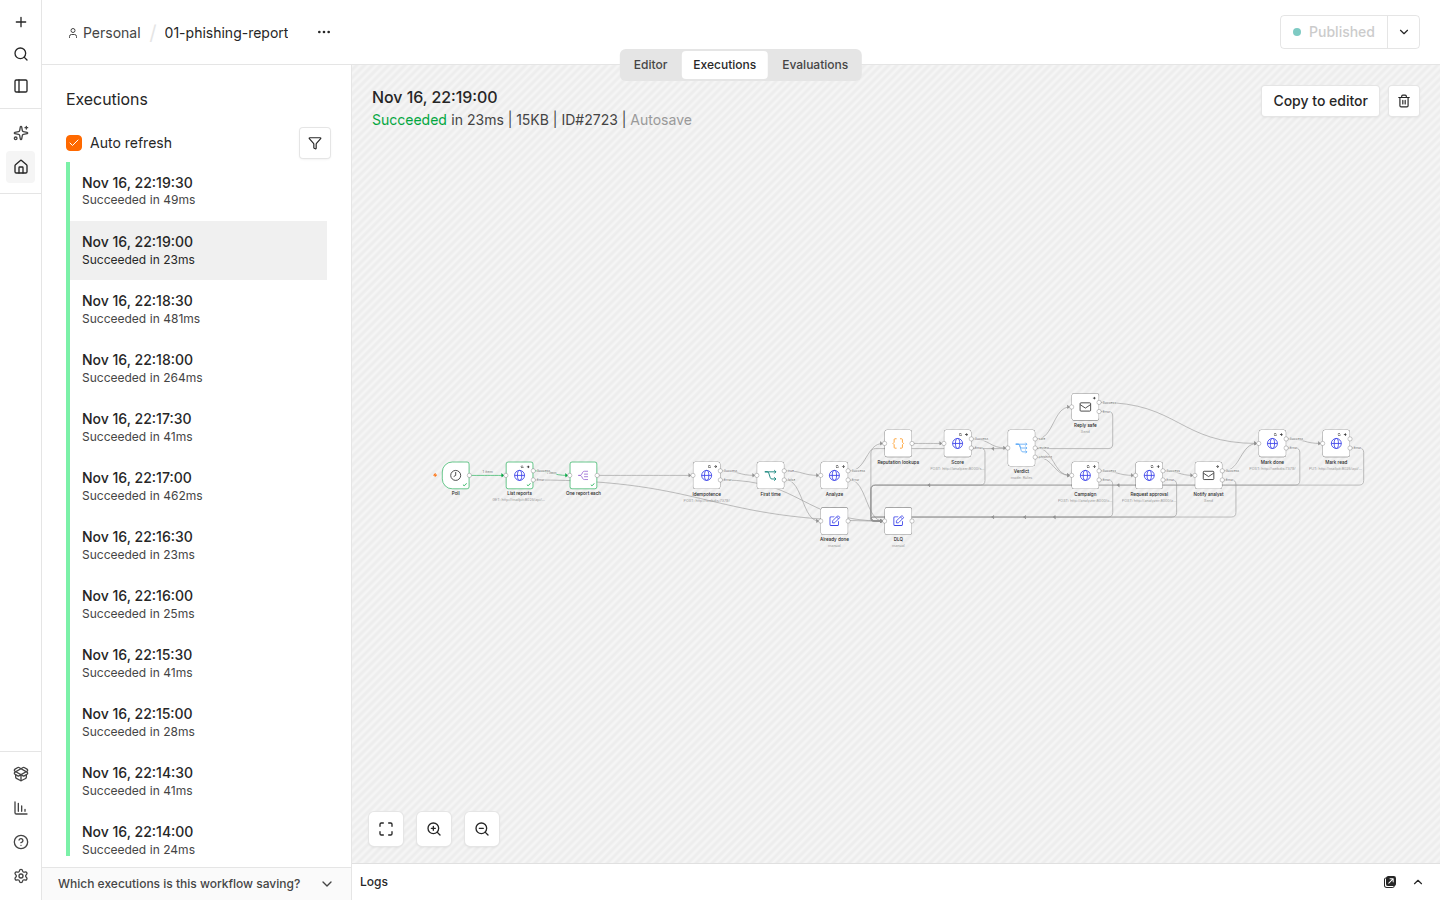 Personal / 01-phishing-report
Published
Editor
Executions
Evaluations
Executions
Auto refresh
Nov 16, 22:19:30
Succeeded in 49ms
Nov 16, 22:19:00
Succeeded in 23ms
Nov 16, 22:18:30
Succeeded in 481ms
Nov 16, 22:18:00
Succeeded in 264ms
Nov 16, 22:17:30
Succeeded in 41ms
Nov 16, 22:17:00
Succeeded in 462ms
Nov 16, 22:16:30
Succeeded in 23ms
Nov 16, 22:16:00
Succeeded in 25ms
Nov 16, 22:15:30
Succeeded in 41ms
Nov 16, 22:15:00
Succeeded in 28ms
Nov 16, 22:14:30
Succeeded in 41ms
Nov 16, 22:14:00
Succeeded in 24ms
Which executions is this workflow saving?
Nov 16, 22:19:00
Succeeded in 23ms | 15KB | ID#2723 | Autosave
Copy to editor
Reply safe
Poll
List reports
One report each
Idempotence
First time
Analyze
Reputation lookups
Score
Verdict
Campaign
Request approval
Notify analyst
Mark done
Mark read
Already done
DLQ
Logs